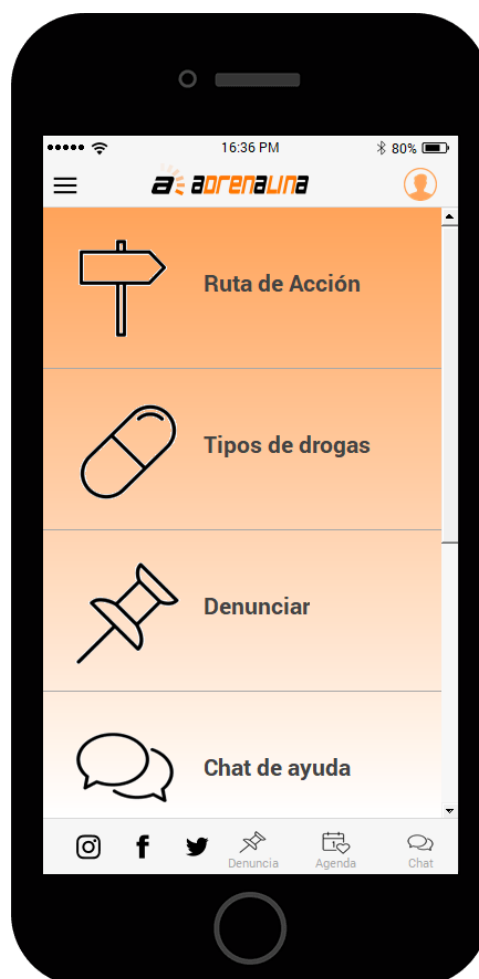 16:36 PM
80%
adrenalina
Ruta de Acción
Tipos de drogas
Denunciar
Chat de ayuda
Denuncia
Agenda
Chat